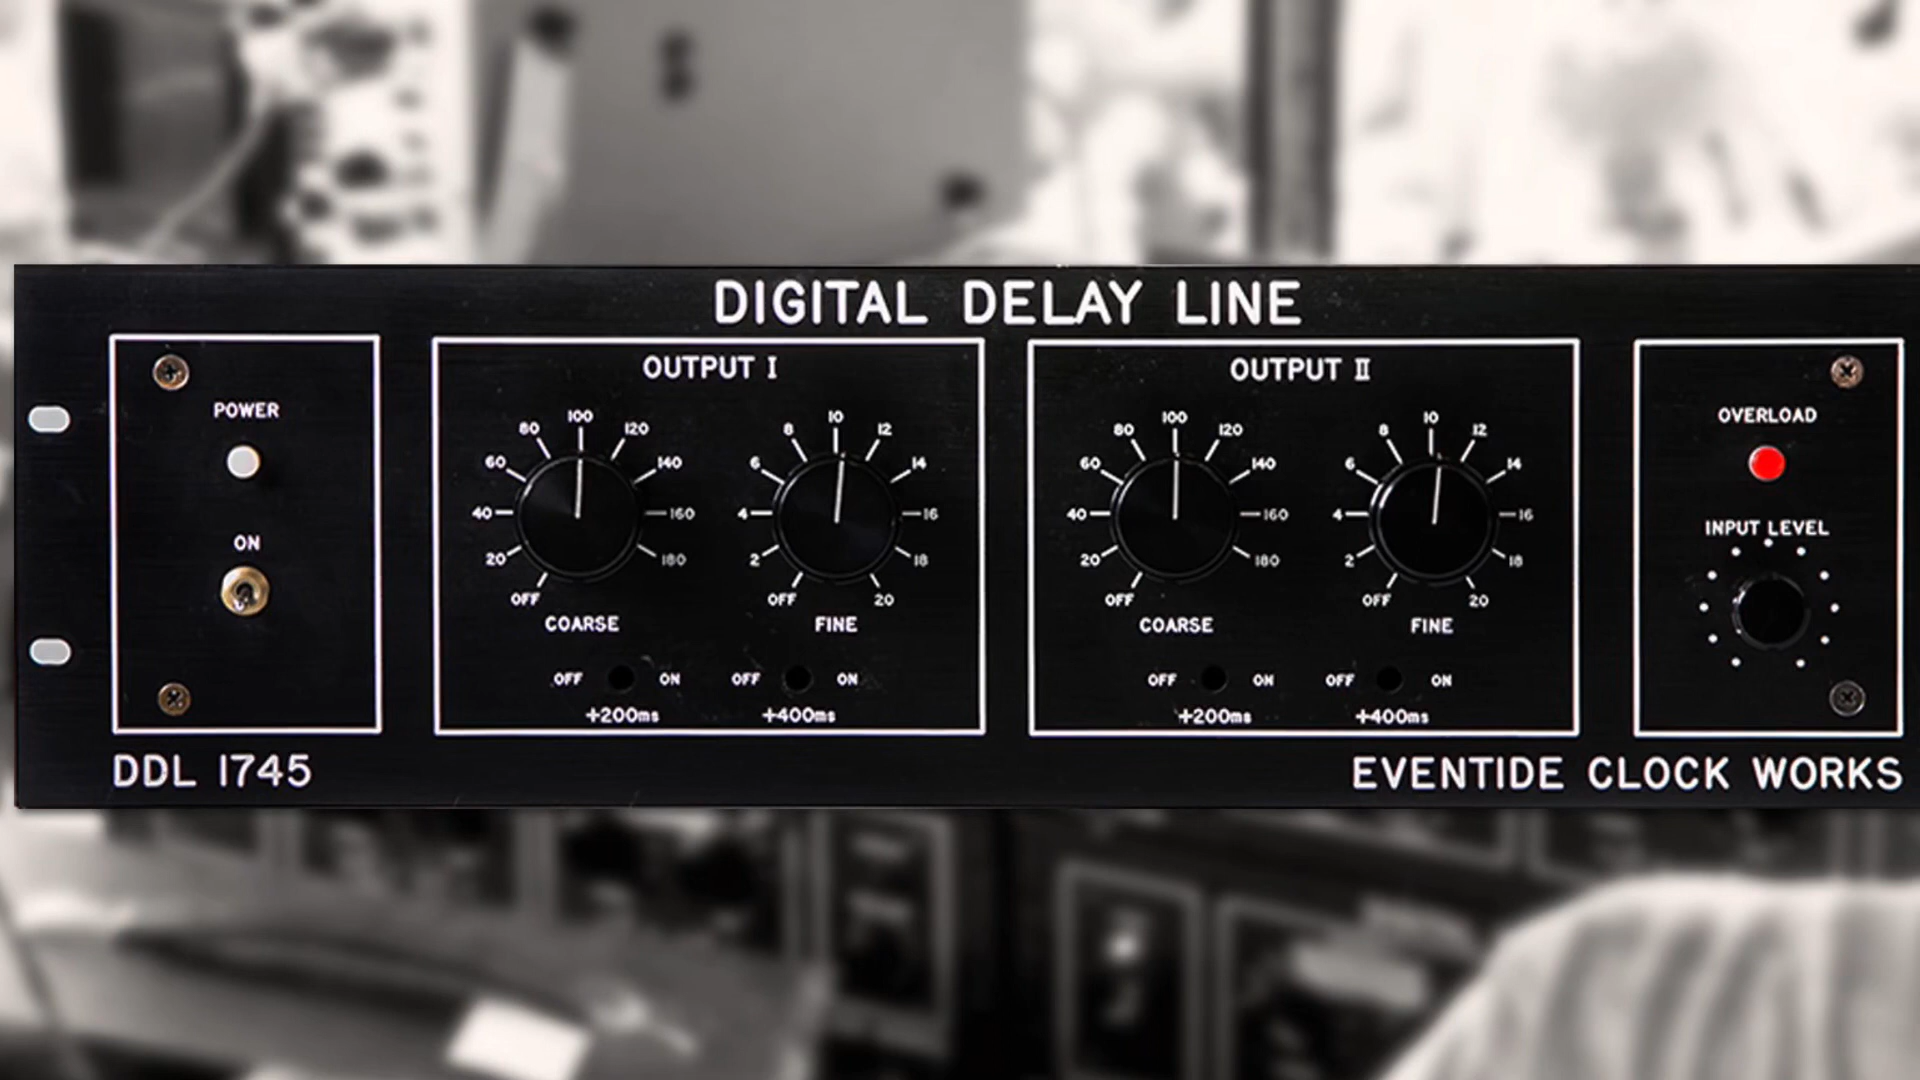 DIGITAL DELAY LINE
POWER
ON
OUTPUT I
OFF 20 40 60 80 100 120 140 160 180
COARSE
OFF 2 4 6 8 10 12 14 16 18 20
FINE
OFF ON
+200ms
OFF ON
+400ms
OUTPUT II
OFF 20 40 60 80 100 120 140 160 180
COARSE
OFF 2 4 6 8 10 12 14 16 18 20
FINE
OFF ON
+200ms
OFF ON
+400ms
OVERLOAD
INPUT LEVEL
DDL 1745
EVENTIDE CLOCK WORKS